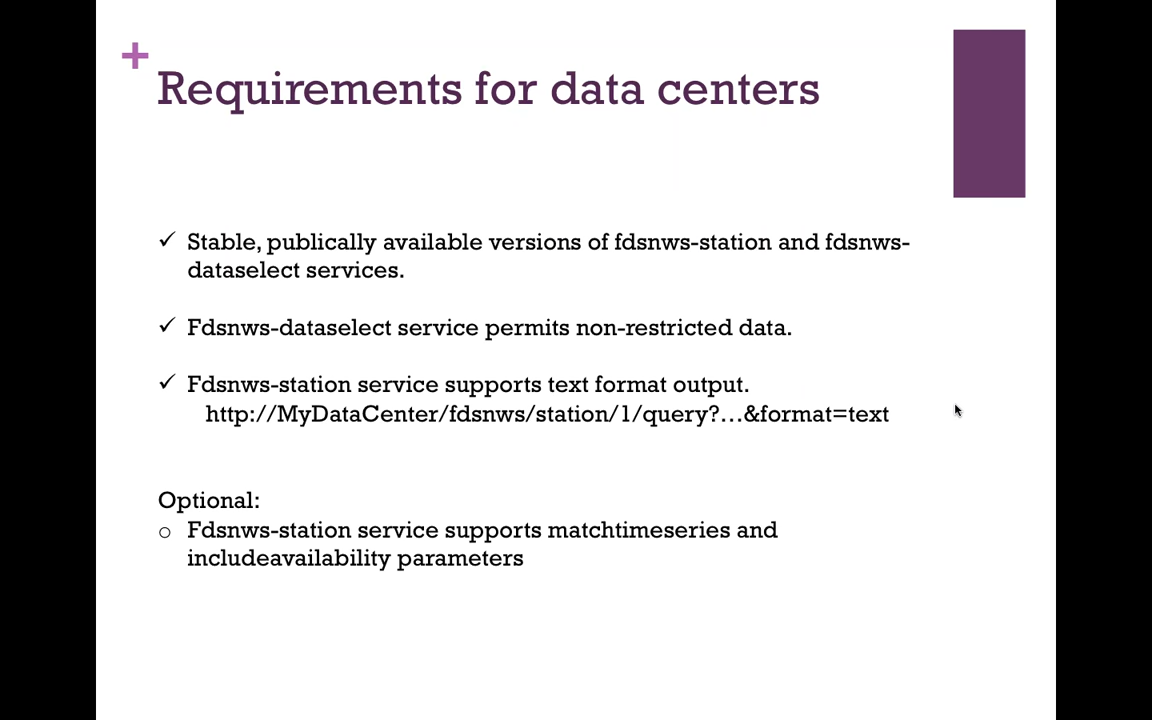 +
Requirements for data centers
✓ Stable, publically available versions of fdsnws-station and fdsnws-
dataselect services.
✓ Fdsnws-dataselect service permits non-restricted data.
✓ Fdsnws-station service supports text format output.
http://MyDataCenter/fdsnws/station/1/query?...&format=text
Optional:
o Fdsnws-station service supports matchtimeseries and
includeavailability parameters